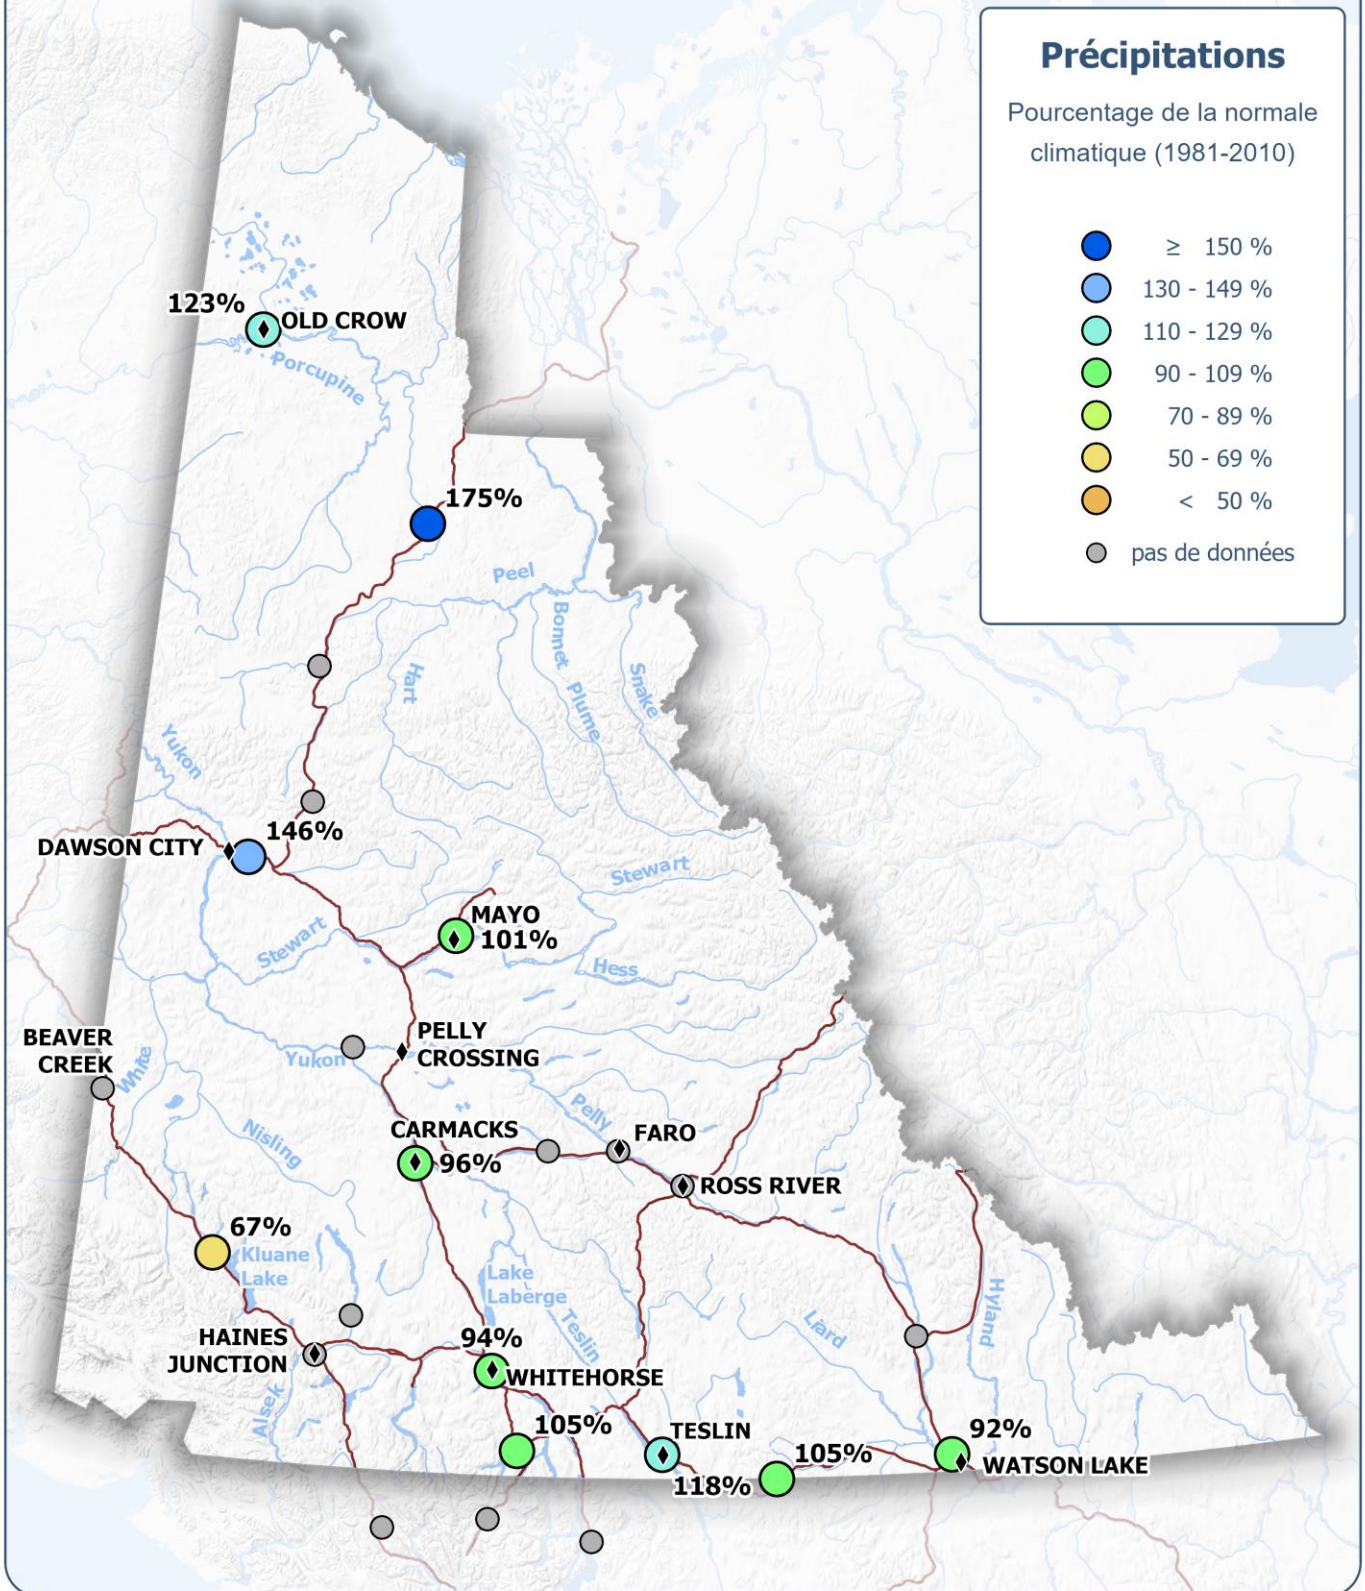 Précipitations
Pourcentage de la normale
climatique (1981-2010)
≥ 150 %
130 - 149 %
110 - 129 %
90 - 109 %
70 - 89 %
50 - 69 %
< 50 %
pas de données
123%
OLD CROW
Porcupine
175%
Peel
Bonnet
Plume
Snake
Hart
Yukon
146%
DAWSON CITY
Stewart
MAYO
101%
Stewart
Hess
BEAVER
CREEK
White
PELLY
CROSSING
Yukon
Pelly
Nisling
CARMACKS
96%
FARO
ROSS RIVER
67%
Kluane
Lake
Lake
Laberge
Teslin
Liard
Hyland
HAINES
JUNCTION
94%
WHITEHORSE
Alsek
105%
TESLIN
118%
105%
92%
WATSON LAKE